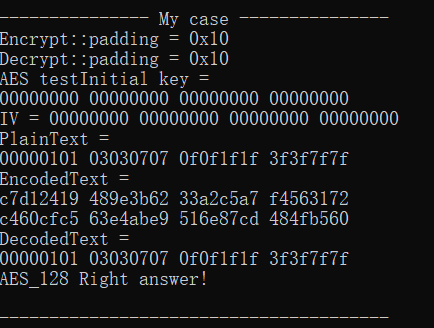 --------------- My case ---------------
Encrypt::padding = 0x10
Decrypt::padding = 0x10
AES testInitial key =
00000000 00000000 00000000 00000000
IV = 00000000 00000000 00000000 00000000
PlainText =
00000101 03030707 0f0f1f1f 3f3f7f7f
EncodedText =
c7d12419 489e3b62 33a2c5a7 f4563172
c460cfc5 63e4abe9 516e87cd 484fb560
DecodedText =
00000101 03030707 0f0f1f1f 3f3f7f7f
AES_128 Right answer!
---------------------------------------